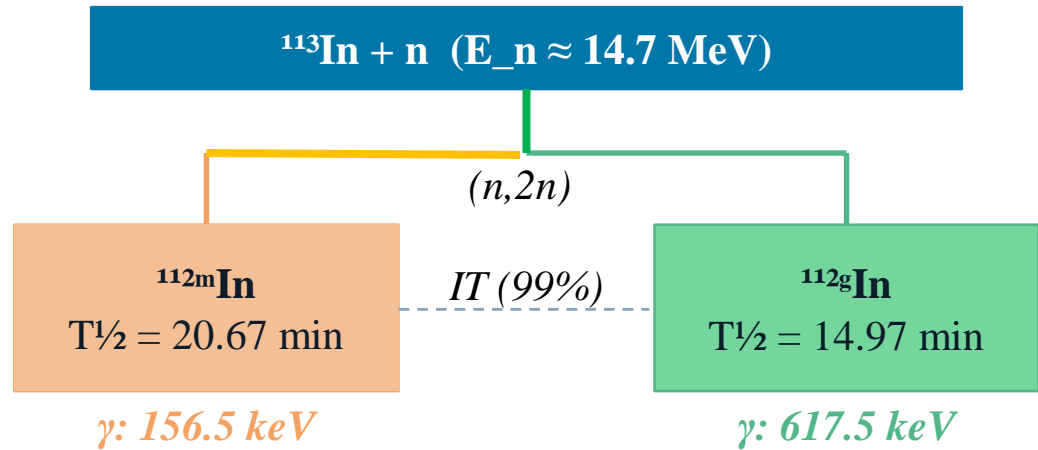 ¹¹³In + n (E_n ≈ 14.7 MeV)
(n,2n)
¹¹²ᵐIn
T½ = 20.67 min
IT (99%)
¹¹²ᵍIn
T½ = 14.97 min
γ: 156.5 keV
γ: 617.5 keV